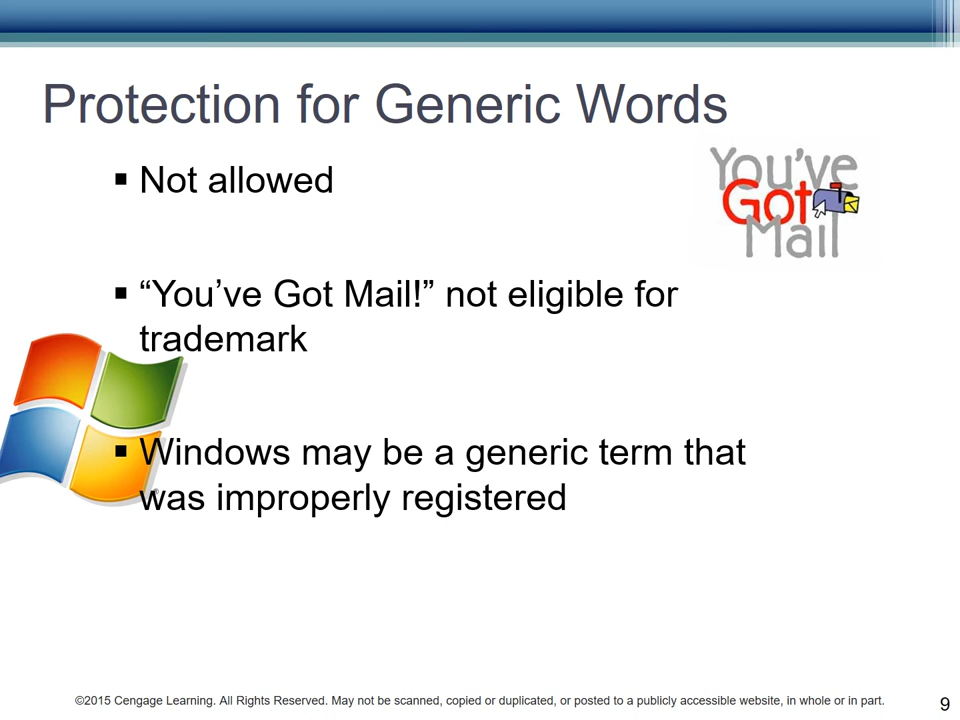 Protection for Generic Words
You've
Got
Mail
▪ Not allowed
▪ “You’ve Got Mail!” not eligible for
trademark
▪ Windows may be a generic term that
was improperly registered
©2015 Cengage Learning. All Rights Reserved. May not be scanned, copied or duplicated, or posted to a publicly accessible website, in whole or in part.
9